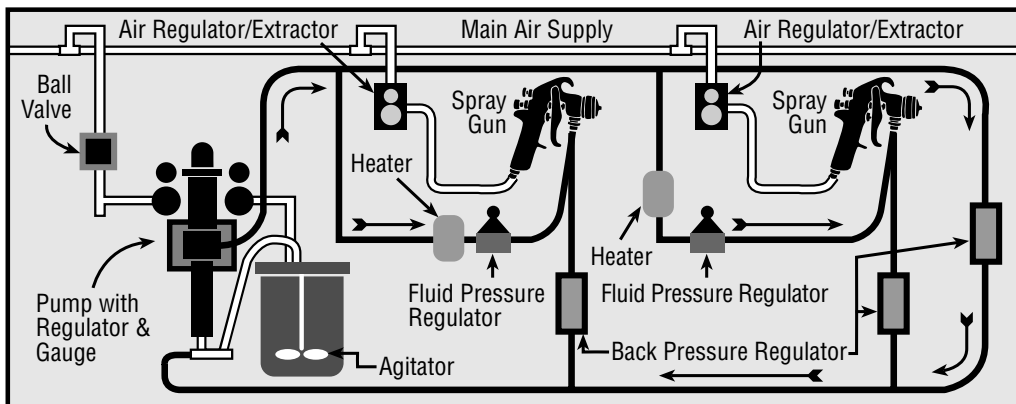 Air Regulator/Extractor
Main Air Supply
Air Regulator/Extractor
Ball
Valve
Spray
Gun
Spray
Gun
Heater
Heater
Pump with
Regulator &
Gauge
Fluid Pressure
Regulator
Fluid Pressure Regulator
Agitator
Back Pressure Regulator